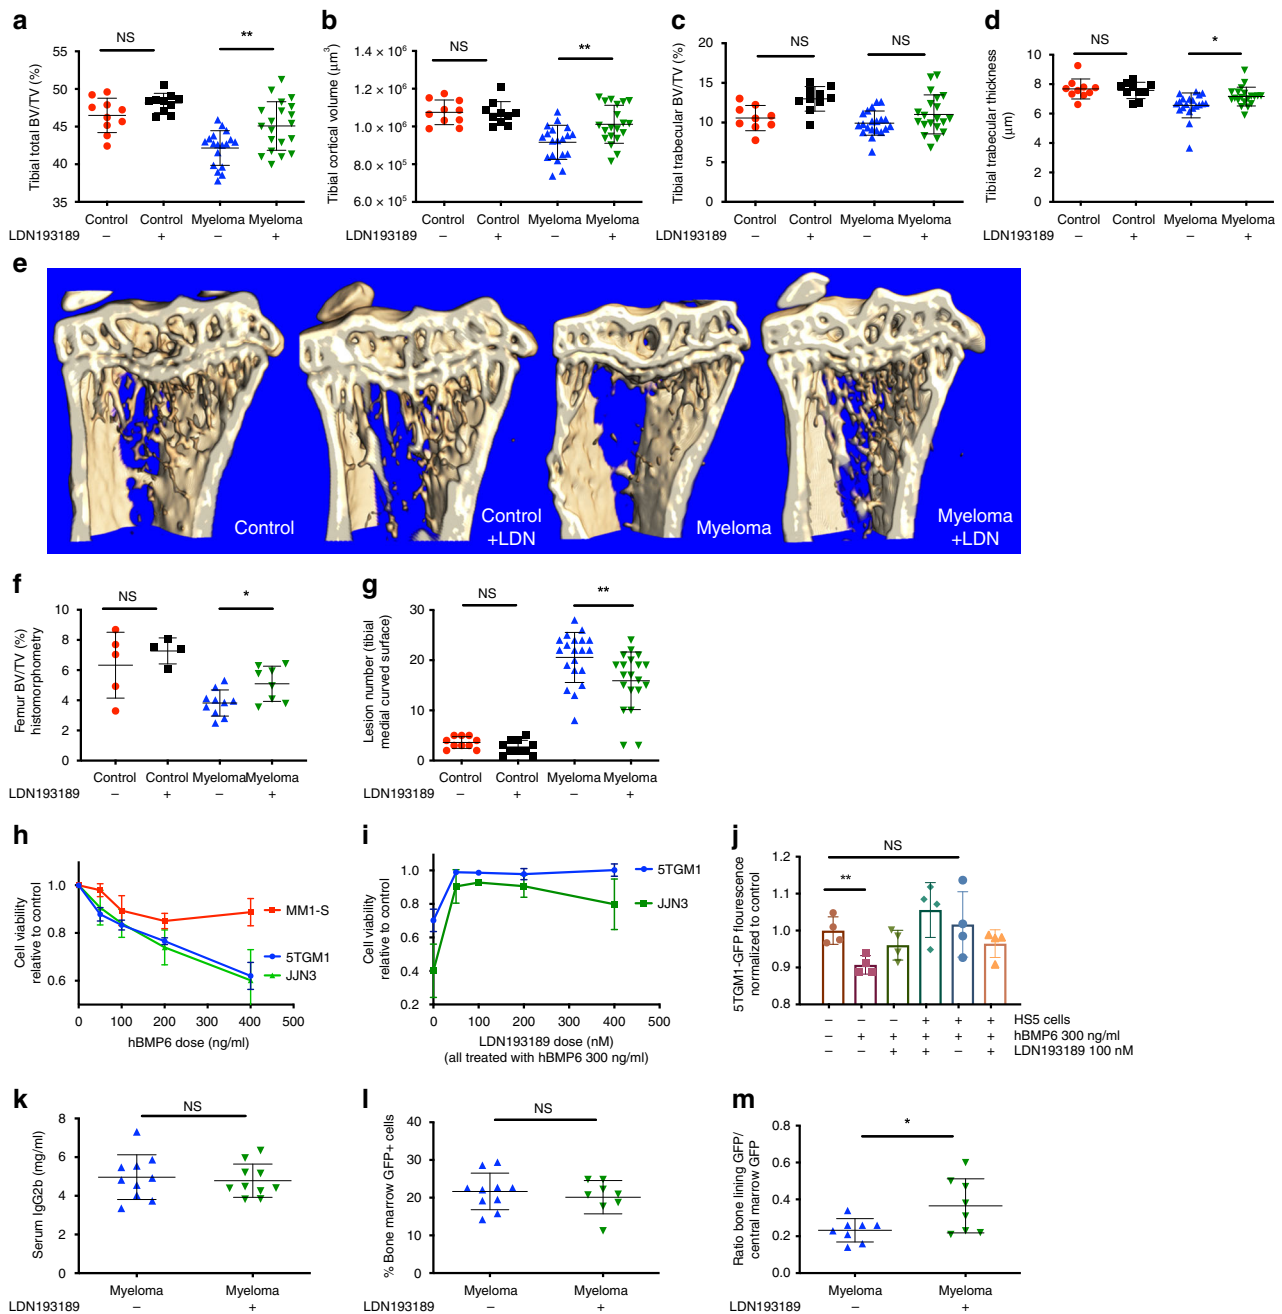 a
NS
**
Tibial total BV/TV (%)
55
50
45
40
35
Control
Control
Myeloma
Myeloma
LDN193189
–
+
–
+
b
NS
**
Tibial cortical volume (μm³)
1.4 × 10⁶
1.2 × 10⁶
1.0 × 10⁶
8.0 × 10⁵
6.0 × 10⁵
Control
Control
Myeloma
Myeloma
LDN193189
–
+
–
+
c
NS
NS
Tibial trabecular BV/TV (%)
20
15
10
5
0
Control
Control
Myeloma
Myeloma
LDN193189
–
+
–
+
d
NS
*
Tibial trabecular thickness
(μm)
10
8
6
4
2
0
Control
Control
Myeloma
Myeloma
LDN193189
–
+
–
+
e
Control
Control
+LDN
Myeloma
Myeloma
+LDN
f
NS
*
Femur BV/TV (%)
histomorphometry
10
8
6
4
2
0
Control
Control
Myeloma
Myeloma
LDN193189
–
+
–
+
g
NS
**
Lesion number (tibial
medial curved surface)
30
20
10
0
Control
Control
Myeloma
Myeloma
LDN193189
–
+
–
+
h
Cell viability
relative to control
1.0
0.8
0.6
MM1-S
5TGM1
JJN3
0
100
200
300
400
500
hBMP6 dose (ng/ml)
i
Cell viability
relative to control
1.0
0.8
0.6
0.4
0.2
5TGM1
JJN3
0
100
200
300
400
500
LDN193189 dose (nM)
(all treated with hBMP6 300 ng/ml)
j
NS
**
5TGM1-GFP flourescence
normalized to control
1.2
1.1
1.0
0.9
0.8
– – – + + + HS5 cells
– + + + + + hBMP6 300 ng/ml
– – + + – + LDN193189 100 nM
k
NS
Serum IgG2b (mg/ml)
8
6
4
2
0
Myeloma
Myeloma
LDN193189
–
+
l
NS
% Bone marrow GFP+ cells
40
30
20
10
0
Myeloma
Myeloma
LDN193189
–
+
m
*
Ratio bone lining GFP/
central marrow GFP
0.8
0.6
0.4
0.2
0.0
Myeloma
Myeloma
LDN193189
–
+